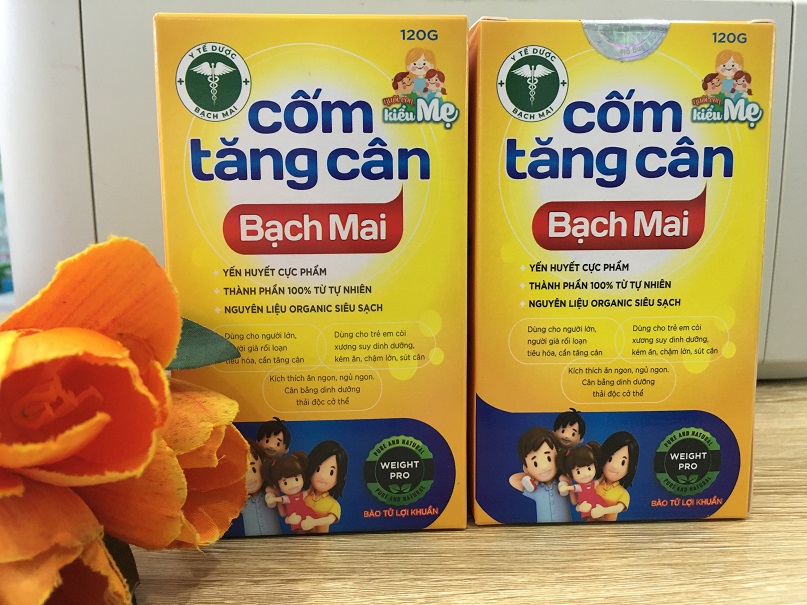 Y TẾ DƯỢC
BẠCH MAI
120G
kiểu Mẹ
cốm
tăng cân
Bạch Mai
YẾN HUYẾT CỰC PHẨM
THÀNH PHẦN 100% TỪ TỰ NHIÊN
NGUYÊN LIỆU ORGANIC SIÊU SẠCH
Dùng cho người lớn,
người già rối loạn
tiêu hóa, cần tăng cân
Dùng cho trẻ em còi
xương suy dinh dưỡng,
kém ăn, chậm lớn, sút cân
Kích thích ăn ngon, ngủ ngon.
Cân bằng dinh dưỡng
thải độc cở thể
PURE AND NATURAL
WEIGHT
PRO
PURE AND NATURAL
BÀO TỬ LỢI KHUẨN
Y TẾ DƯỢC
BẠCH MAI
120G
kiểu Mẹ
cốm
tăng cân
Bạch Mai
YẾN HUYẾT CỰC PHẨM
THÀNH PHẦN 100% TỪ TỰ NHIÊN
NGUYÊN LIỆU ORGANIC SIÊU SẠCH
Dùng cho người lớn,
người già rối loạn
tiêu hóa, cần tăng cân
Dùng cho trẻ em còi
xương suy dinh dưỡng,
kém ăn, chậm lớn, sút cân
Kích thích ăn ngon, ngủ ngon.
Cân bằng dinh dưỡng
thải độc cở thể
PURE AND NATURAL
WEIGHT
PRO
PURE AND NATURAL
BÀO TỬ LỢI KHUẨN